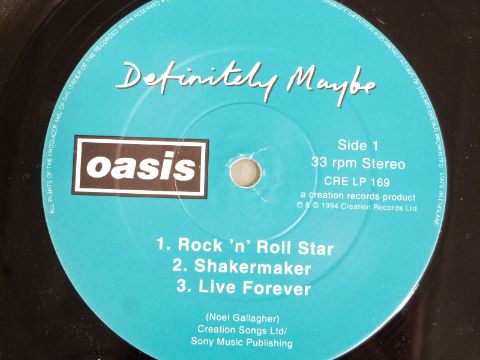 Definitely Maybe
oasis
Side 1
33 rpm Stereo
CRE LP 169
a creation records product
℗ & © 1994 Creation Records Ltd
1. Rock 'n' Roll Star
2. Shakermaker
3. Live Forever
(Noel Gallagher)
Creation Songs Ltd/
Sony Music Publishing